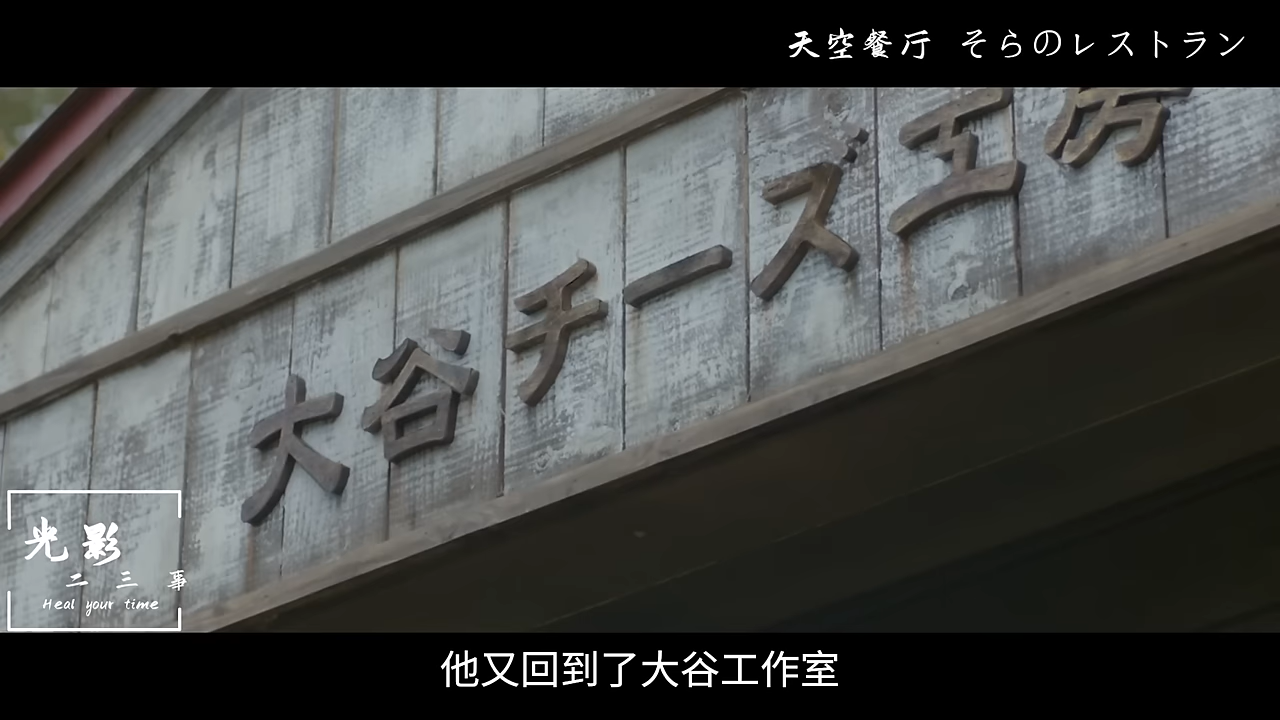 天空餐厅 そらのレストラン
大谷チーズ工房
光影
二三事
Heal your time
他又回到了大谷工作室